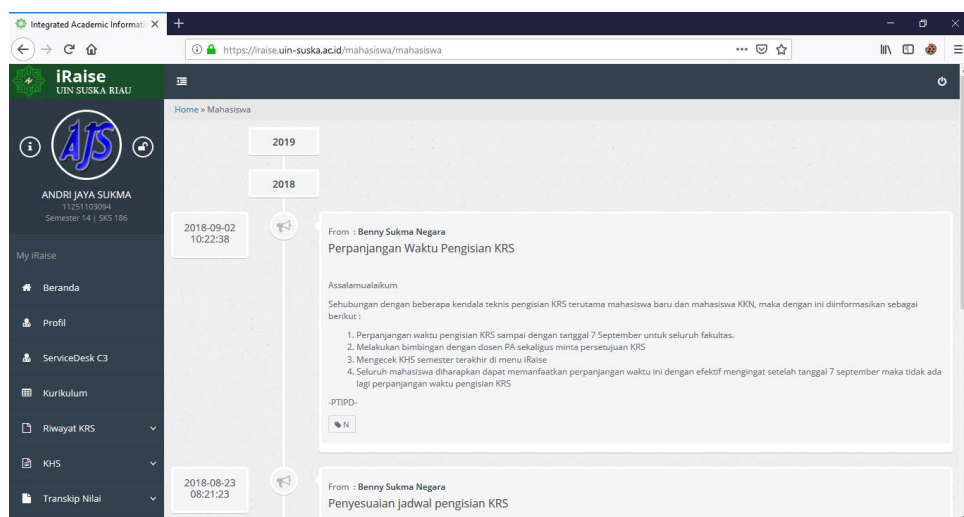 Integrated Academic Informati
https://iraise.uin-suska.ac.id/mahasiswa/mahasiswa
iRaise
UIN SUSKA RIAU
Home » Mahasiswa
AJS
ANDRI JAYA SUKMA
11251103094
Semester 14 | SKS 186
My iRaise
Beranda
Profil
ServiceDesk C3
Kurikulum
Riwayat KRS
KHS
Transkip Nilai
2019
2018
2018-09-02
10:22:38
From : Benny Sukma Negara
Perpanjangan Waktu Pengisian KRS
Assalamualaikum
Sehubungan dengan beberapa kendala teknis pengisian KRS terutama mahasiswa baru dan mahasiswa KKN, maka dengan ini diinformasikan sebagai
berikut :
1. Perpanjangan waktu pengisian KRS sampai dengan tanggal 7 September untuk seluruh fakultas.
2. Melakukan bimbingan dengan dosen PA sekaligus minta persetujuan KRS
3. Mengecek KHS semester terakhir di menu iRaise
4. Seluruh mahasiswa diharapkan dapat memanfaatkan perpanjangan waktu ini dengan efektif mengingat setelah tanggal 7 september maka tidak ada
lagi perpanjangan waktu pengisian KRS
-PTIPD-
N
2018-08-23
08:21:23
From : Benny Sukma Negara
Penyesuaian jadwal pengisian KRS